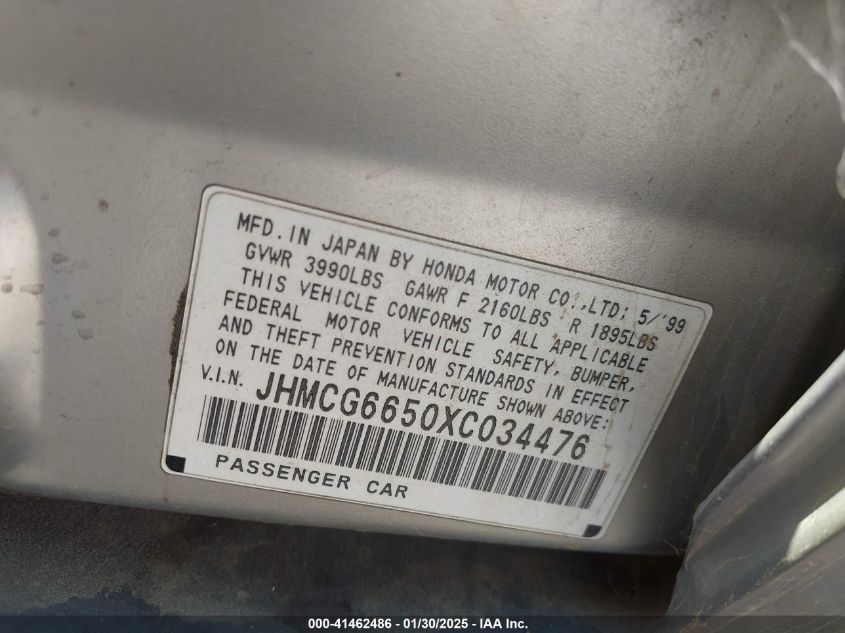 MFD. IN JAPAN BY HONDA MOTOR CO.,LTD; 5/'99
GVWR 3990LBS GAWR F 2160LBS R 1895LBS
THIS VEHICLE CONFORMS TO ALL APPLICABLE
FEDERAL MOTOR VEHICLE SAFETY, BUMPER,
AND THEFT PREVENTION STANDARDS IN EFFECT
ON THE DATE OF MANUFACTURE SHOWN ABOVE:
V.I.N. JHMCG6650XC034476
PASSENGER CAR
000-41462486 - 01/30/2025 - © IAA Inc.